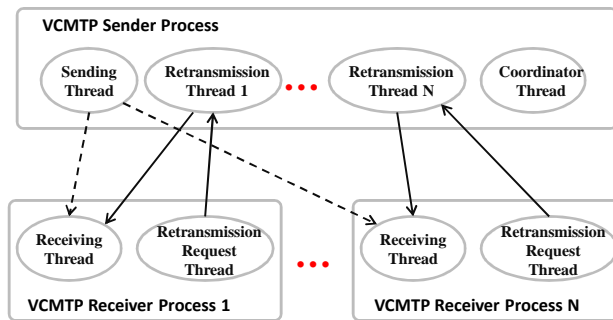 VCMTP Sender Process
Sending
Thread
Retransmission
Thread 1
Retransmission
Thread N
Coordinator
Thread
Receiving
Thread
Retransmission
Request
Thread
VCMTP Receiver Process 1
Receiving
Thread
Retransmission
Request
Thread
VCMTP Receiver Process N